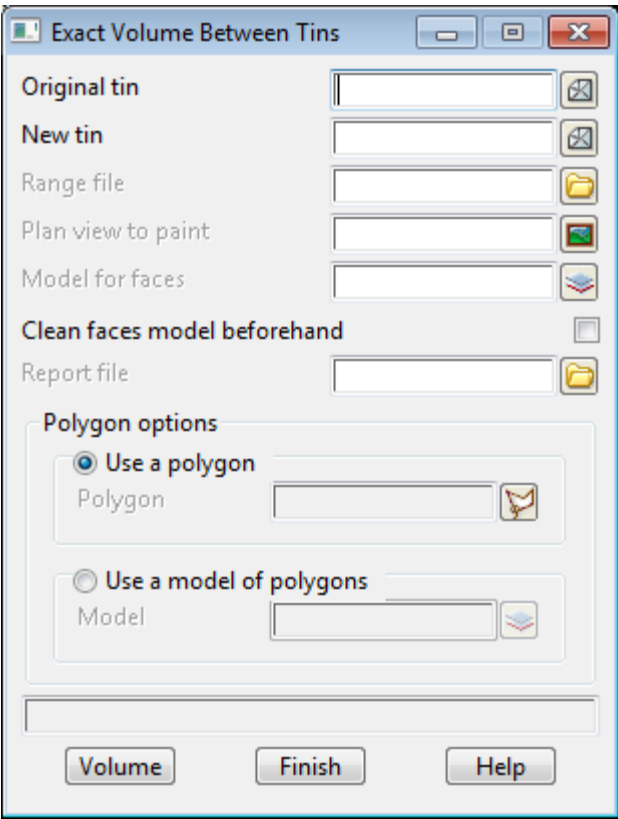 Exact Volume Between Tins
Original tin
New tin
Range file
Plan view to paint
Model for faces
Clean faces model beforehand
Report file
Polygon options
Use a polygon
Polygon
Use a model of polygons
Model
Volume Finish Help